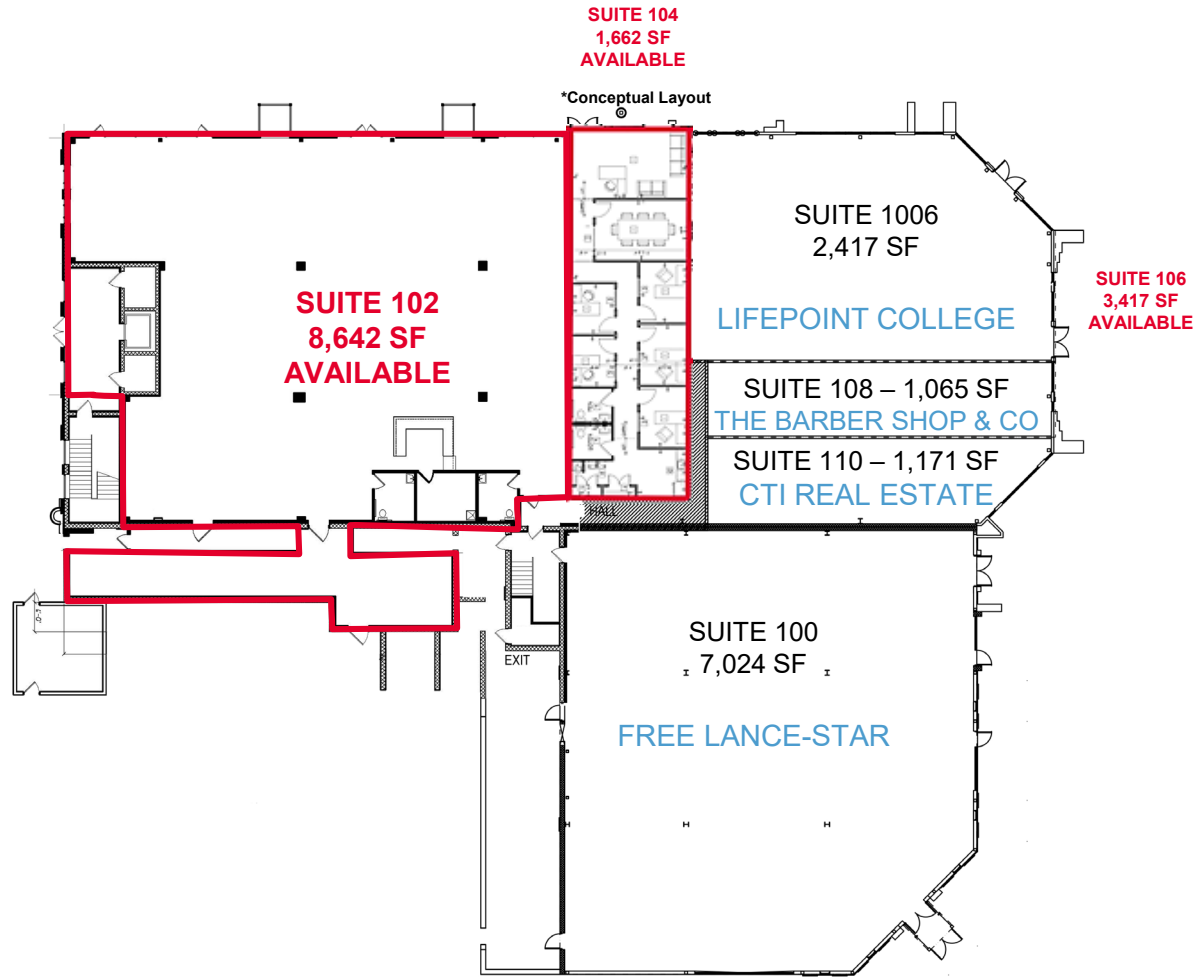 SUITE 104
1,662 SF
AVAILABLE
*Conceptual Layout
SUITE 1006
2,417 SF
LIFEPOINT COLLEGE
SUITE 106
3,417 SF
AVAILABLE
SUITE 102
8,642 SF
AVAILABLE
SUITE 108 – 1,065 SF
THE BARBER SHOP & CO
SUITE 110 – 1,171 SF
CTI REAL ESTATE
HALL
EXIT
SUITE 100
7,024 SF
FREE LANCE-STAR